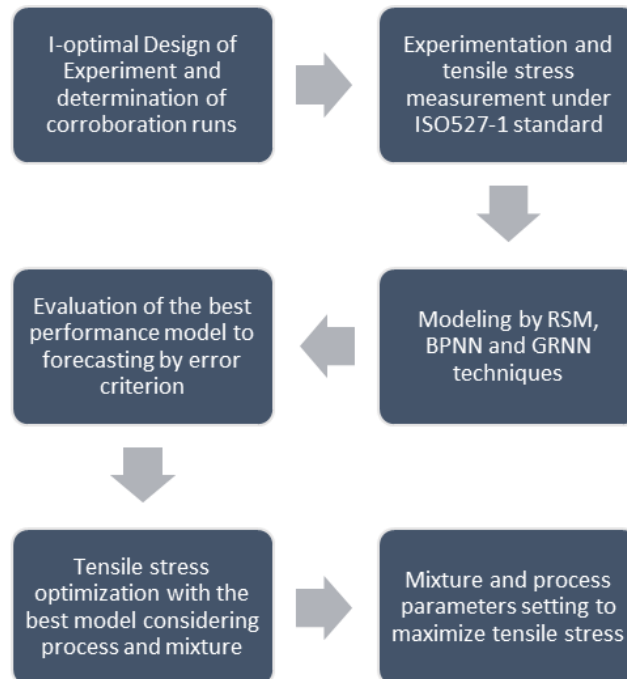 I-optimal Design of
Experiment and
determination of
corroboration runs
Experimentation and
tensile stress
measurement under
ISO527-1 standard
Modeling by RSM,
BPNN and GRNN
techniques
Evaluation of the best
performance model to
forecasting by error
criterion
Tensile stress
optimization with the
best model considering
process and mixture
Mixture and process
parameters setting to
maximize tensile stress